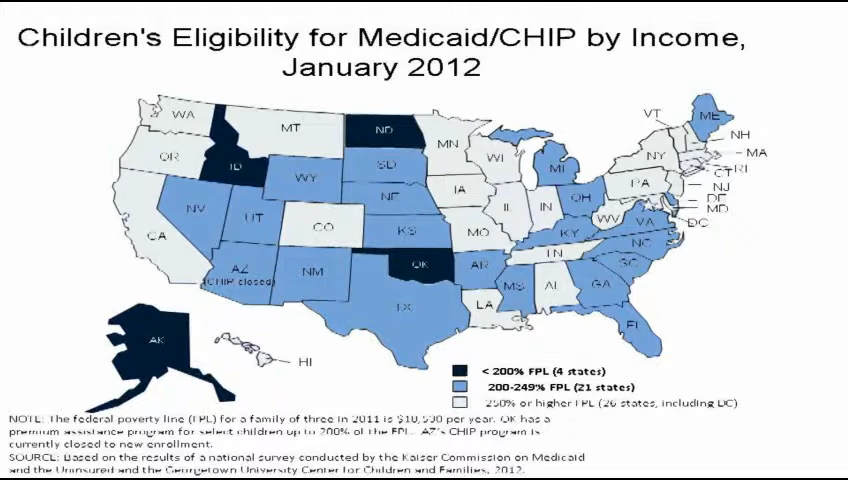 Children's Eligibility for Medicaid/CHIP by Income,
January 2012
WA
MT
ND
MN
VT
ME
NH
MA
OR
ID
SD
WI
MI
NY
CT
RI
WY
IA
PA
NJ
NV
NE
IL
IN
OH
DE
MD
UT
CO
KS
MO
WV
VA
DC
CA
KY
NC
AZ
(CHIP closed)
NM
OK
AR
TN
SC
TX
MS
AL
GA
LA
FL
AK
HI
< 200% FPL (4 states)
200-249% FPL (21 states)
250% or higher FPL (26 states, including DC)
NOTE: The federal poverty line (FPL) for a family of three in 2011 is per year. OK has a
premium assistance program for select children up to 200% of the FPL. AZ's CHIP program is
currently closed to new enrollment.
SOURCE: Based on the results of a national survey conducted by the Kaiser Commission on Medicaid
and the Uninsured and the Georgetown University Center for Children and Families, 2012.